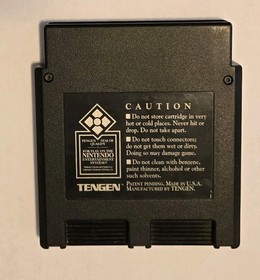 CAUTION
■ Do not store cartridge in very
hot or cold places. Never hit or
drop. Do not take apart.
■ Do not touch connectors;
do not get them wet or dirty.
Doing so may damage game.
■ Do not clean with benzene,
paint thinner, alcohol or other
such solvents.
PATENT PENDING. MADE IN U.S.A.
MANUFACTURED BY TENGEN.
TENGEN SEAL OF
QUALITY
FOR PLAY ON THE
NINTENDO
ENTERTAINMENT
SYSTEM®
TENGEN